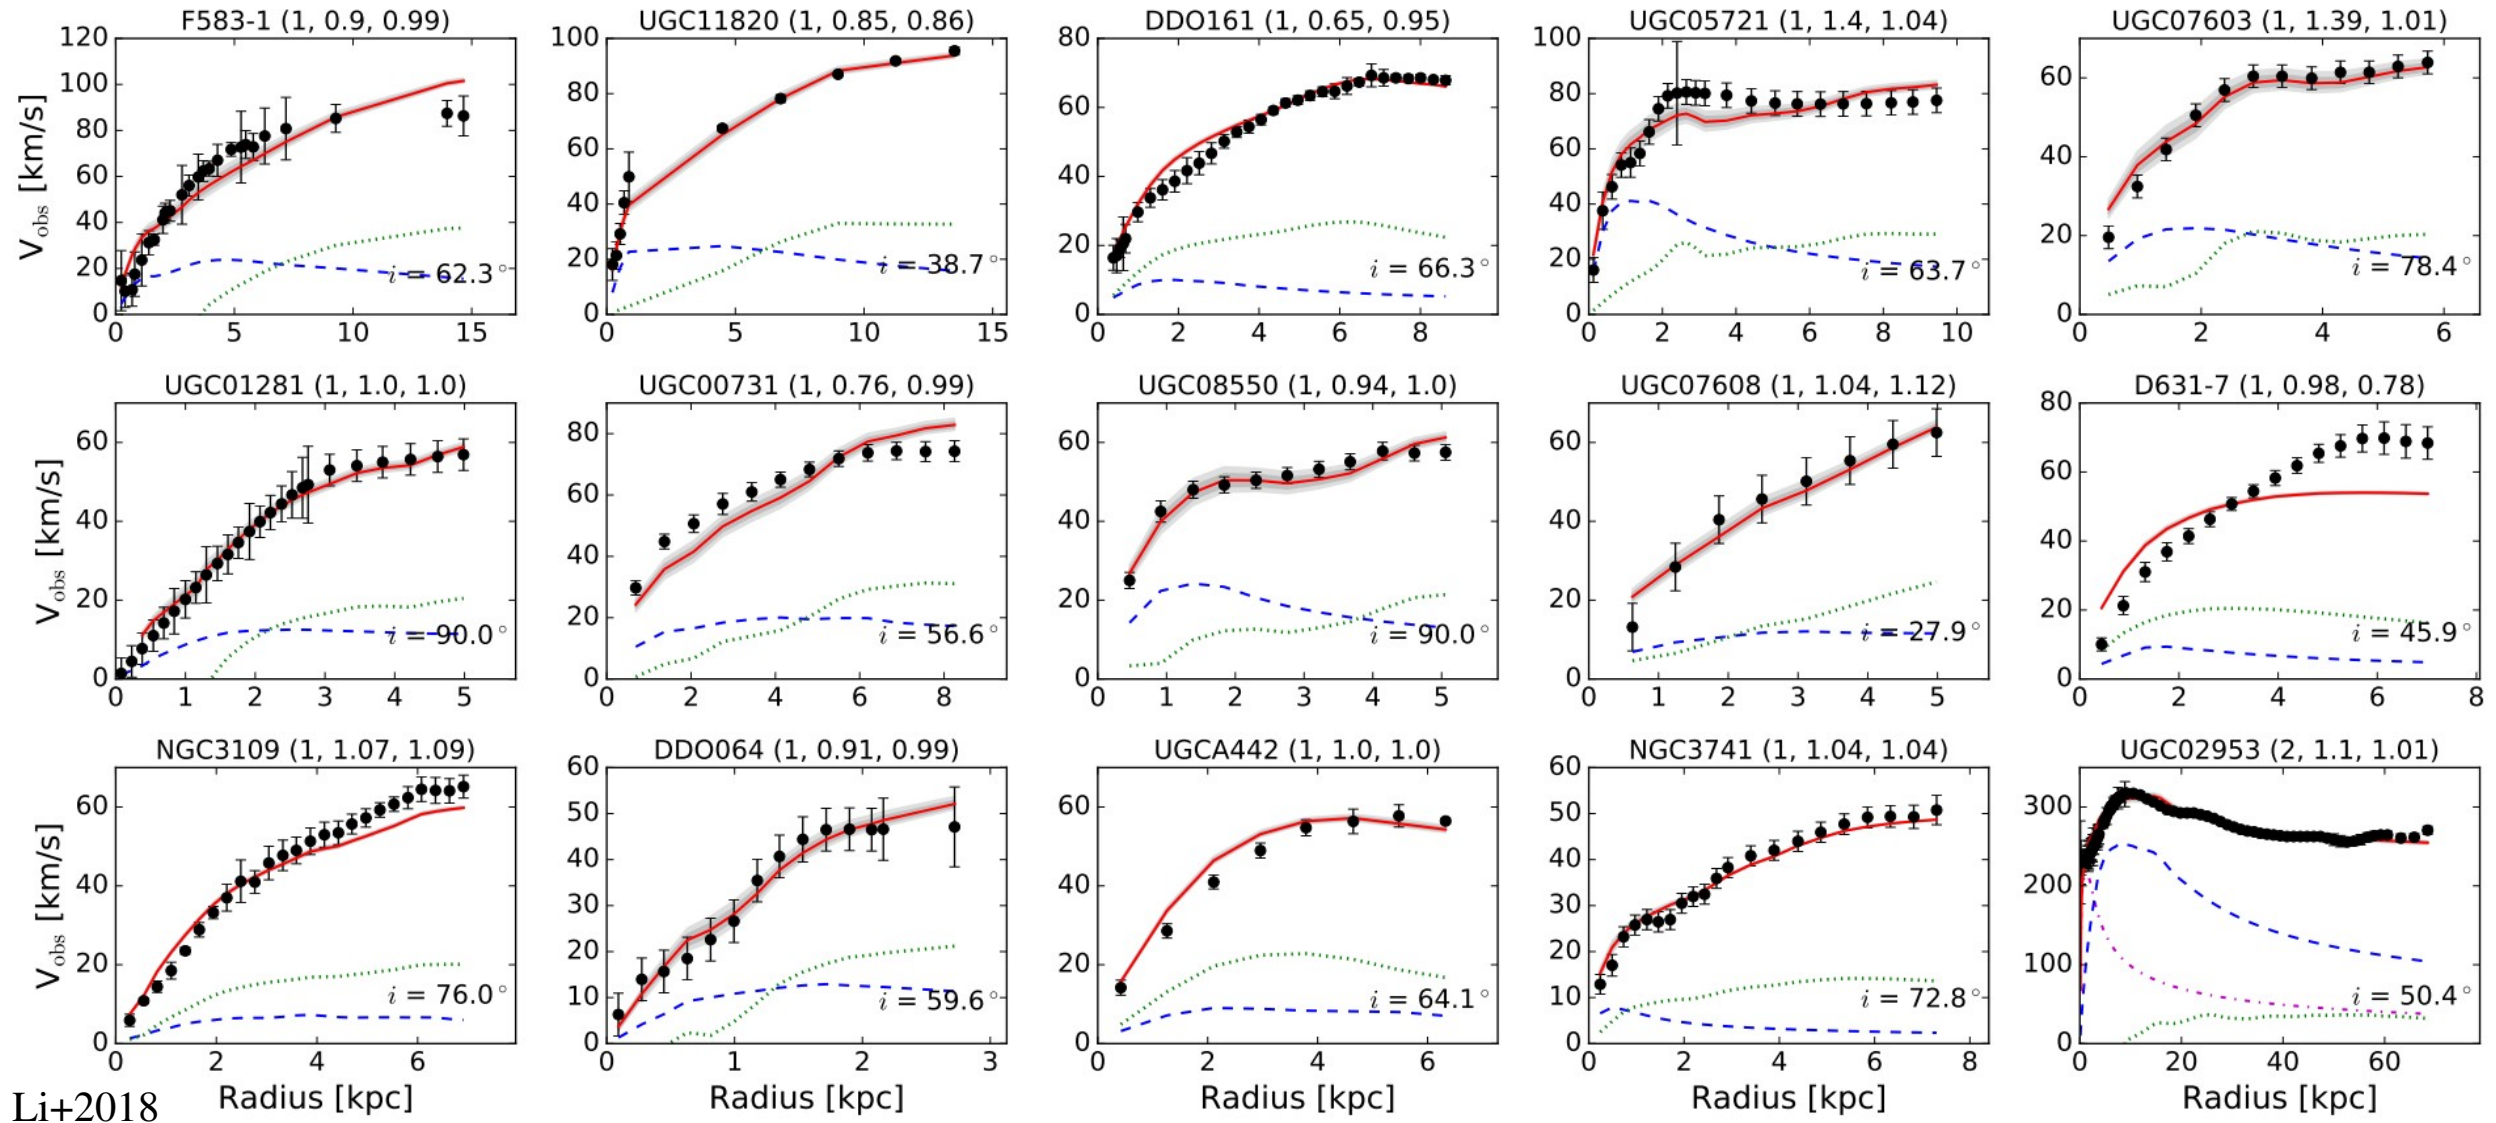 F583-1 (1, 0.9, 0.99)
UGC11820 (1, 0.85, 0.86)
DDO161 (1, 0.65, 0.95)
UGC05721 (1, 1.4, 1.04)
UGC07603 (1, 1.39, 1.01)
120
100
80
60
40
20
0
100
80
60
40
20
0
80
60
40
20
0
100
80
60
40
20
0
60
40
20
0
V_obs [km/s]
i = 62.3°
i = 38.7°
i = 66.3°
i = 63.7°
i = 78.4°
0 5 10 15
0 5 10 15
0 2 4 6 8
0 2 4 6 8 10
0 2 4 6
UGC01281 (1, 1.0, 1.0)
UGC00731 (1, 0.76, 0.99)
UGC08550 (1, 0.94, 1.0)
UGC07608 (1, 1.04, 1.12)
D631-7 (1, 0.98, 0.78)
60
40
20
0
80
60
40
20
0
60
40
20
0
60
40
20
0
80
60
40
20
0
V_obs [km/s]
i = 90.0°
i = 56.6°
i = 90.0°
i = 27.9°
i = 45.9°
0 1 2 3 4 5
0 2 4 6 8
0 1 2 3 4 5
0 1 2 3 4 5
0 2 4 6 8
NGC3109 (1, 1.07, 1.09)
DDO064 (1, 0.91, 0.99)
UGCA442 (1, 1.0, 1.0)
NGC3741 (1, 1.04, 1.04)
UGC02953 (2, 1.1, 1.01)
60
40
20
0
60
50
40
30
20
10
0
60
40
20
0
60
50
40
30
20
10
0
300
200
100
0
V_obs [km/s]
i = 76.0°
i = 59.6°
i = 64.1°
i = 72.8°
i = 50.4°
0 2 4 6
0 1 2 3
0 2 4 6
0 2 4 6 8
0 20 40 60
Radius [kpc]
Radius [kpc]
Radius [kpc]
Radius [kpc]
Radius [kpc]
Li+2018